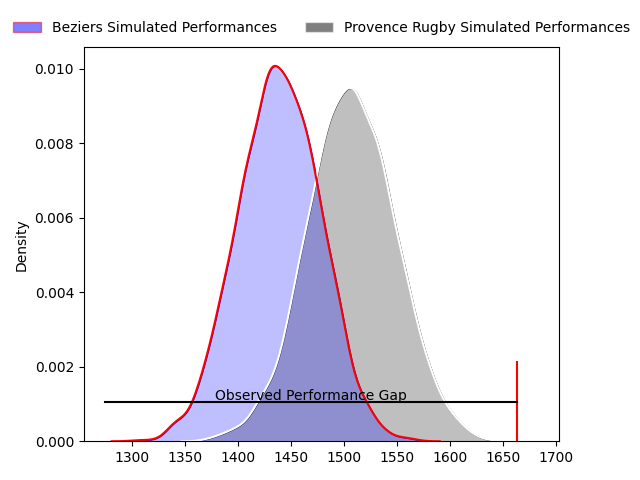 Beziers Simulated Performances
Provence Rugby Simulated Performances
0.010
0.008
0.006
0.004
0.002
0.000
Density
Observed Performance Gap
1300 1350 1400 1450 1500 1550 1600 1650 1700